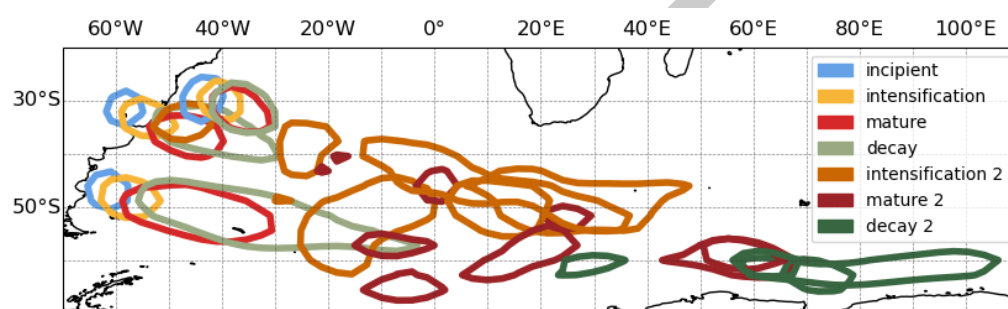 60°W 40°W 20°W 0° 20°E 40°E 60°E 80°E 100°E
30°S
50°S
incipient
intensification
mature
decay
intensification 2
mature 2
decay 2